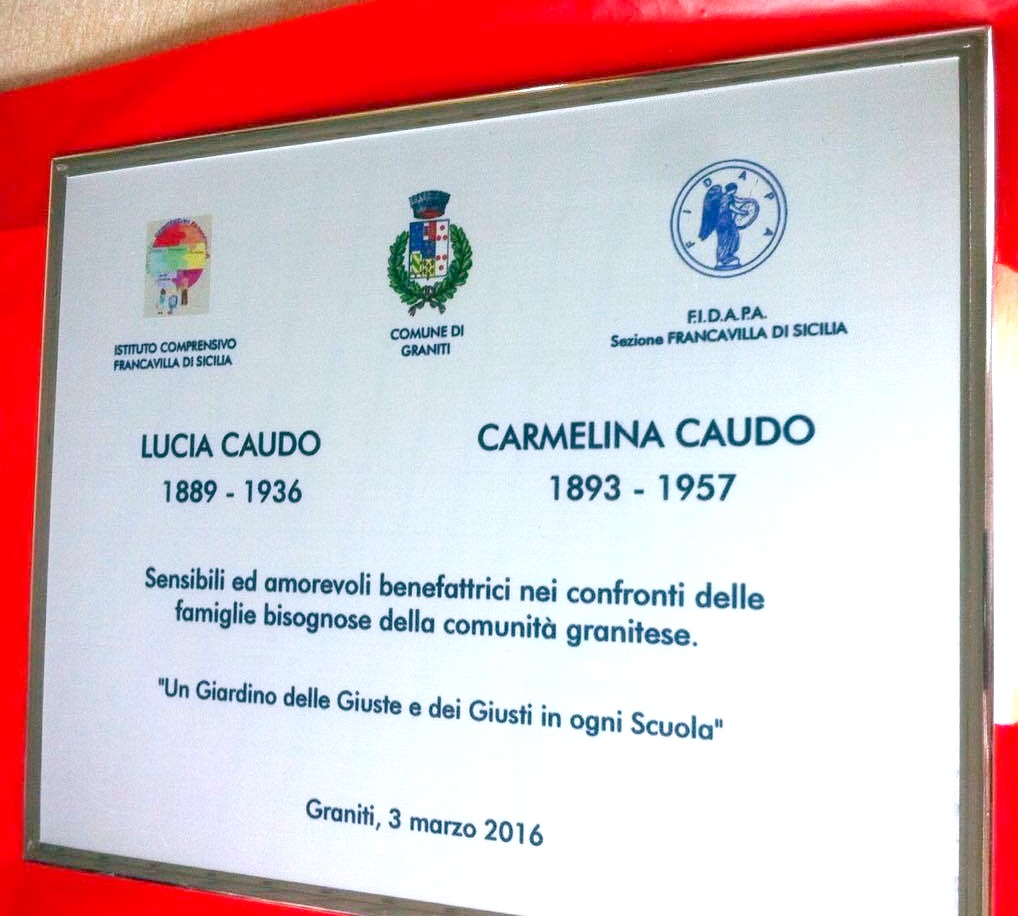 ISTITUTO COMPRENSIVO
FRANCAVILLA DI SICILIA
COMUNE DI
GRANITI
FIDAPA
F.I.D.A.P.A.
Sezione FRANCAVILLA DI SICILIA
LUCIA CAUDO
1889 - 1936
CARMELINA CAUDO
1893 - 1957
Sensibili ed amorevoli benefattrici nei confronti delle
famiglie bisognose della comunità granitese.
"Un Giardino delle Giuste e dei Giusti in ogni Scuola"
Graniti, 3 marzo 2016